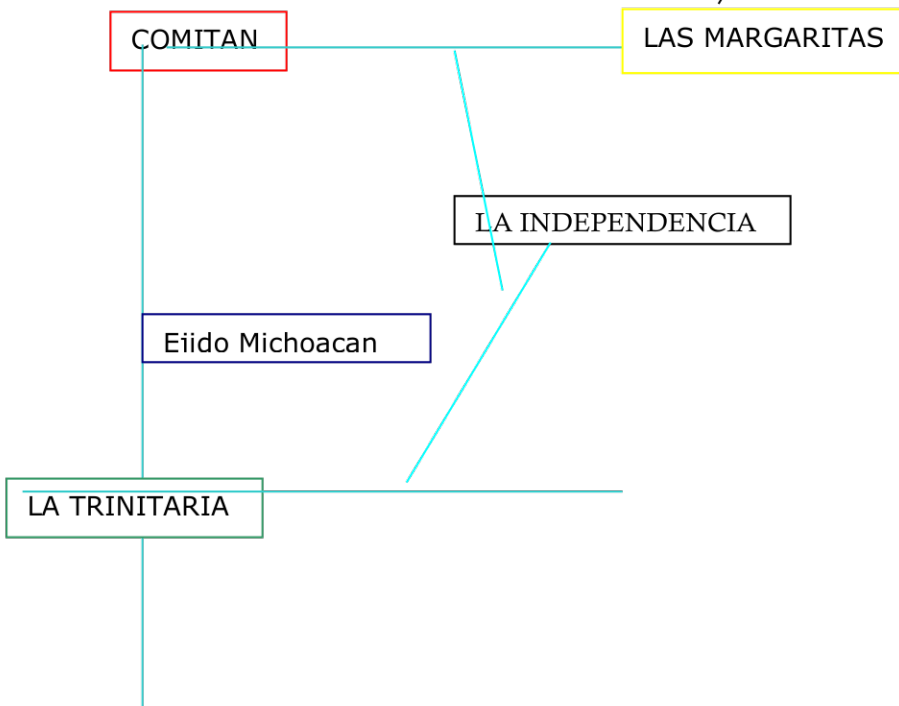 COMITAN
LAS MARGARITAS
LA INDEPENDENCIA
Eiido Michoacan
LA TRINITARIA